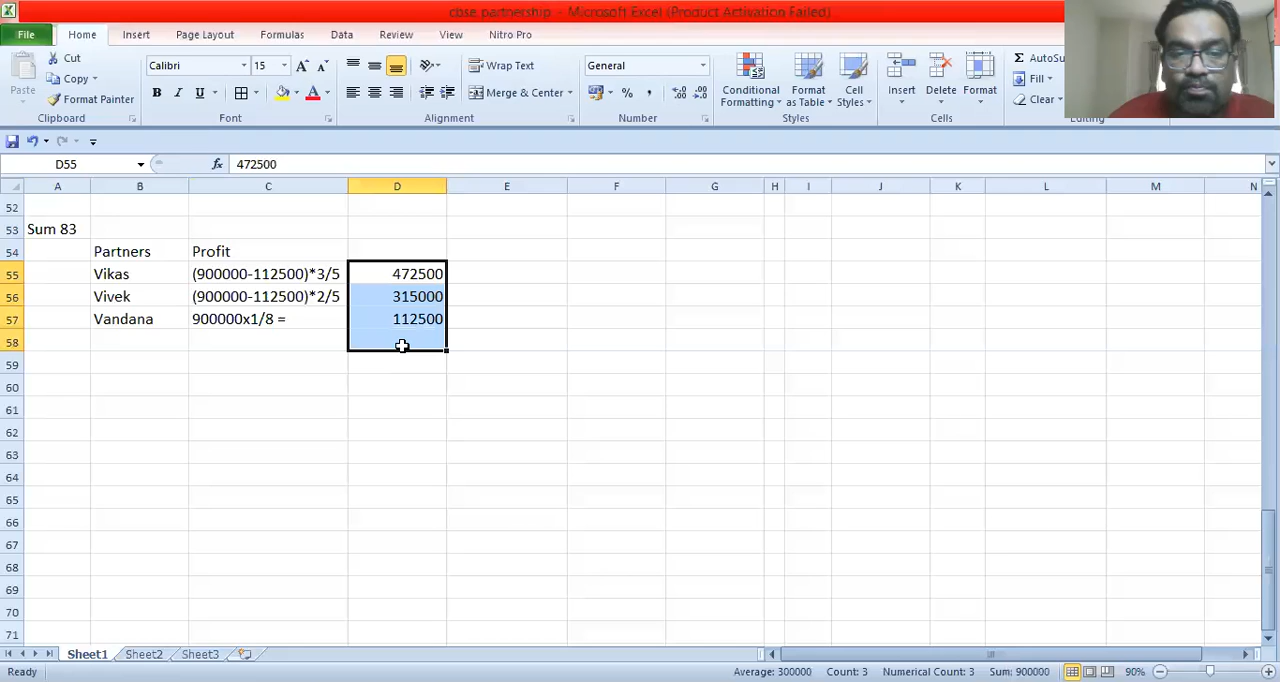 cbse partnership - Microsoft Excel (Product Activation Failed)
File Home Insert Page Layout Formulas Data Review View Nitro Pro
Cut
Copy
Format Painter
Paste
Clipboard
Calibri 15
B I U
Font
Wrap Text
Merge & Center
Alignment
General
% ,
Number
Conditional Formatting
Format as Table
Cell Styles
Styles
Insert Delete Format
Cells
Σ AutoSu
Fill
Clear
D55 fx 472500
A B C D E F G H I J K L M N
52
53 Sum 83
54 Partners Profit
55 Vikas (900000-112500)*3/5 472500
56 Vivek (900000-112500)*2/5 315000
57 Vandana 900000x1/8 = 112500
58
59
60
61
62
63
64
65
66
67
68
69
70
71
Sheet1 Sheet2 Sheet3
Ready Average: 300000 Count: 3 Numerical Count: 3 Sum: 900000 90%